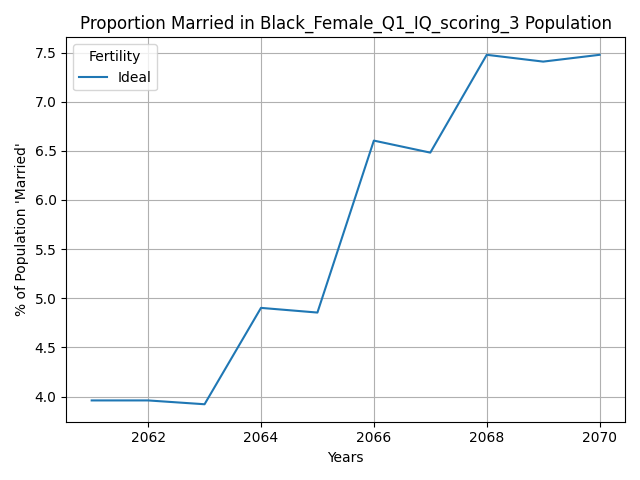 Proportion Married in Black_Female_Q1_IQ_scoring_3 Population
Fertility
Ideal
% of Population 'Married'
7.5
7.0
6.5
6.0
5.5
5.0
4.5
4.0
2062 2064 2066 2068 2070
Years